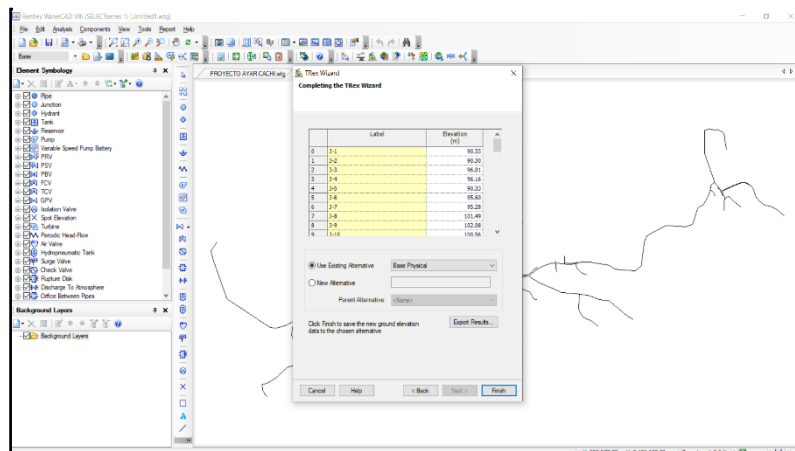 Bentley WaterCAD V8i (SELECTseries 1) [Untitled1.wtg]
File Edit Analysis Components View Tools Report Help
Base
Element Symbology
PROYECTO AYAR CACHI.wtg
Pipe
Junction
Hydrant
Tank
Reservoir
Pump
Variable Speed Pump Battery
PRV
PSV
PBV
FCV
TCV
GPV
Isolation Valve
Spot Elevation
Turbine
Periodic Head-Flow
Air Valve
Hydropneumatic Tank
Surge Valve
Check Valve
Rupture Disk
Discharge To Atmosphere
Orifice Between Pipes
Background Layers
Background Layers
TRex Wizard
Completing the TRex Wizard
Label Elevation (m)
0 J-1 90.33
1 J-2 90.30
2 J-3 96.01
3 J-4 96.16
4 J-5 90.33
5 J-6 95.60
6 J-7 95.28
7 J-8 101.49
8 J-9 102.08
9 J-10 100.58
Use Existing Alternative Base Physical
New Alternative
Parent Alternative: <None>
Click Finish to save the new ground elevation
data to the chosen alternative
Export Results...
Cancel Help < Back Next > Finish